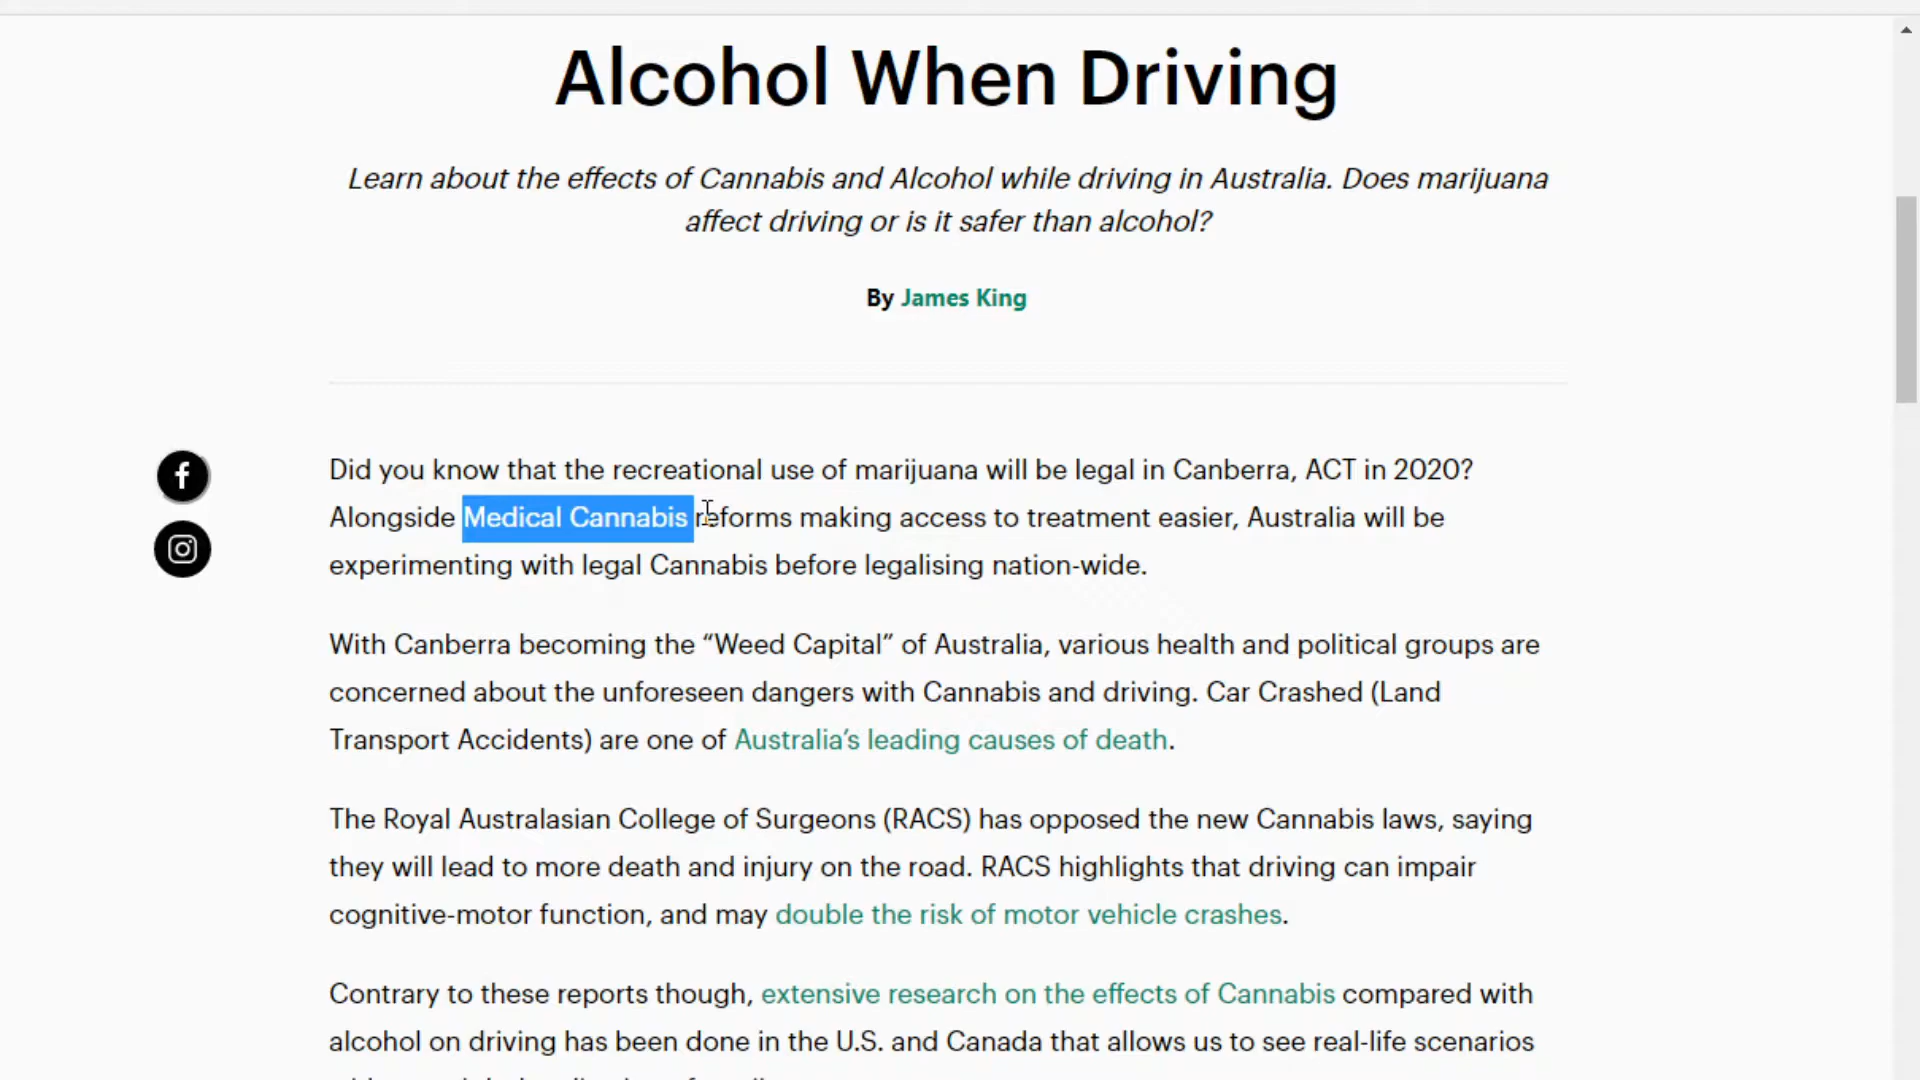 Alcohol When Driving
Learn about the effects of Cannabis and Alcohol while driving in Australia. Does marijuana
affect driving or is it safer than alcohol?
By James King
Did you know that the recreational use of marijuana will be legal in Canberra, ACT in 2020?
Alongside Medical Cannabis reforms making access to treatment easier, Australia will be
experimenting with legal Cannabis before legalising nation-wide.
With Canberra becoming the “Weed Capital” of Australia, various health and political groups are
concerned about the unforeseen dangers with Cannabis and driving. Car Crashed (Land
Transport Accidents) are one of Australia’s leading causes of death.
The Royal Australasian College of Surgeons (RACS) has opposed the new Cannabis laws, saying
they will lead to more death and injury on the road. RACS highlights that driving can impair
cognitive-motor function, and may double the risk of motor vehicle crashes.
Contrary to these reports though, extensive research on the effects of Cannabis compared with
alcohol on driving has been done in the U.S. and Canada that allows us to see real-life scenarios